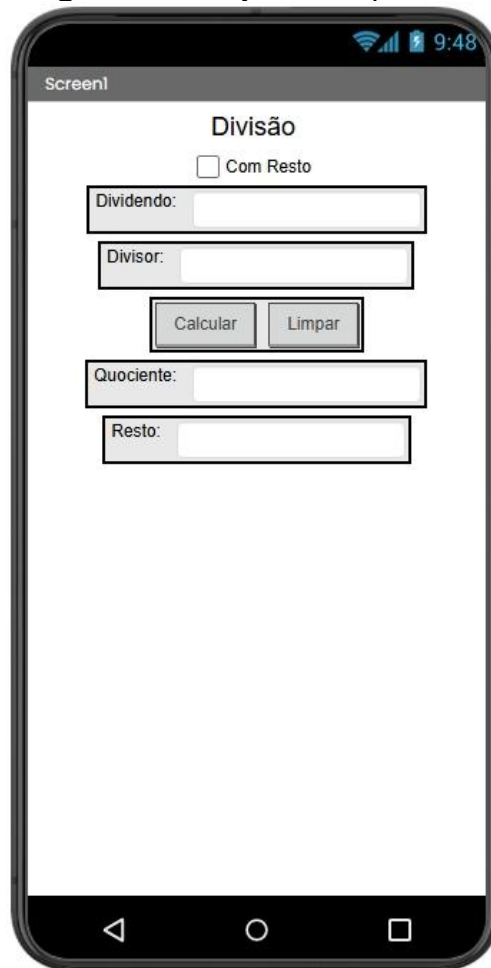 9:48
Screen1
Divisão
Com Resto
Dividendo:
Divisor:
Calcular Limpar
Quociente:
Resto: